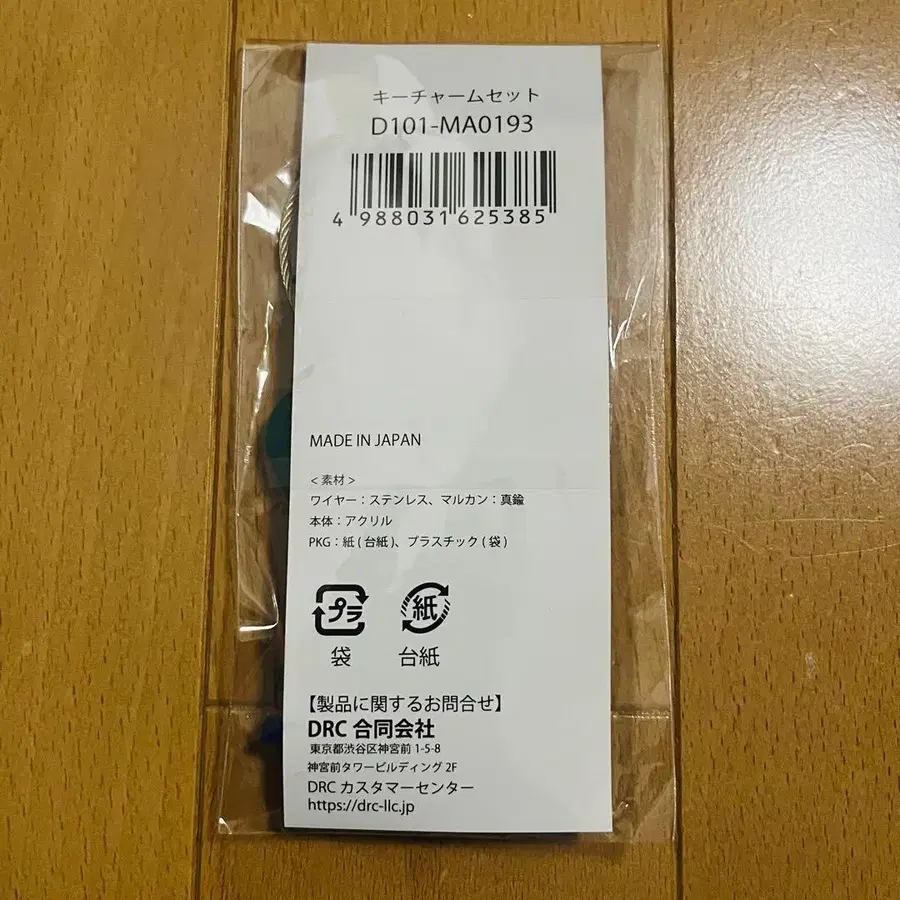 キーチャームセット
D101-MA0193
4 988031 625385
MADE IN JAPAN
<素材>
ワイヤー：ステンレス、マルカン：真鍮
本体：アクリル
PKG：紙(台紙)、プラスチック(袋)
プラ 紙
袋 台紙
【製品に関するお問合せ】
DRC 合同会社
東京都渋谷区神宮前 1-5-8
神宮前タワービルディング 2F
DRC カスタマーセンター
https://drc-llc.jp